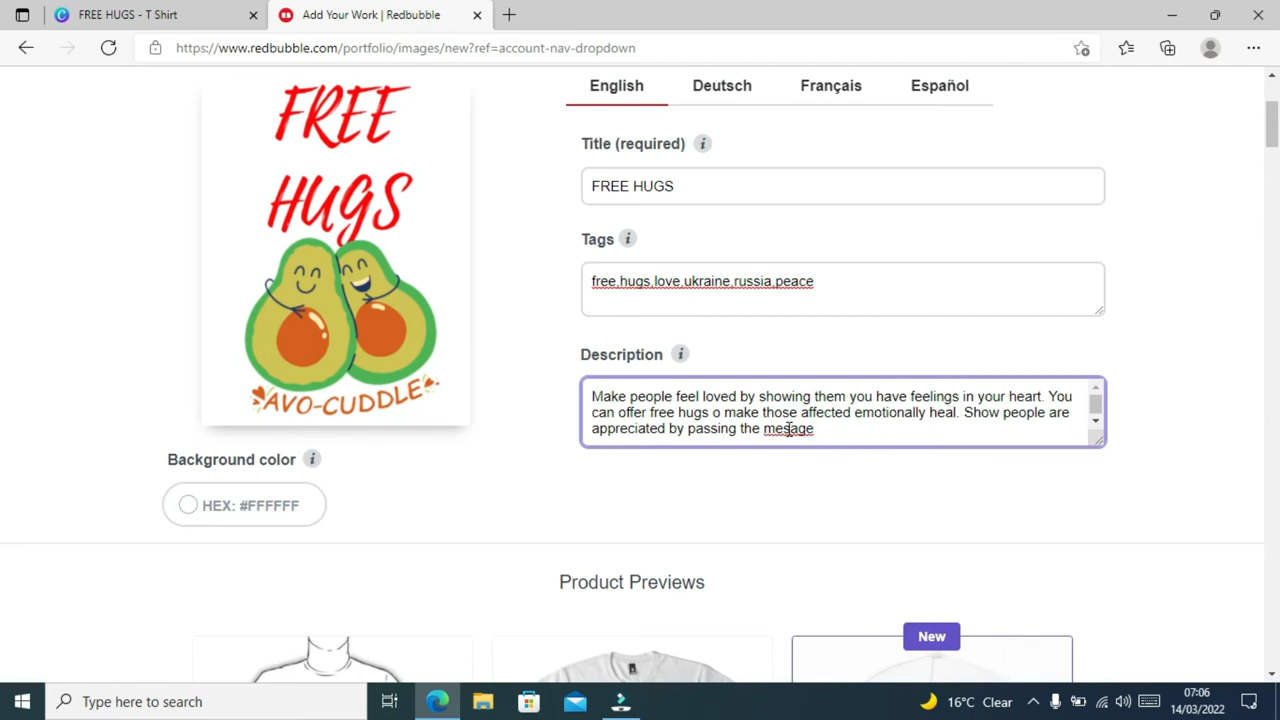 FREE HUGS - T Shirt
Add Your Work | Redbubble
https://www.redbubble.com/portfolio/images/new?ref=account-nav-dropdown
FREE
HUGS
AVO-CUDDLE
Background color
HEX: #FFFFFF
English
Deutsch
Français
Español
Title (required)
FREE HUGS
Tags
free,hugs,love,ukraine,russia,peace
Description
Make people feel loved by showing them you have feelings in your heart. You
can offer free hugs o make those affected emotionally heal. Show people are
appreciated by passing the mesage
Product Previews
New
Type here to search
16°C Clear
07:06
14/03/2022